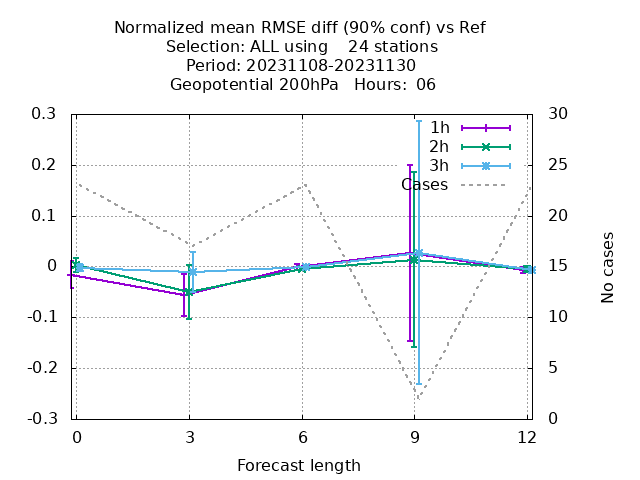 Normalized mean RMSE diff (90% conf) vs Ref
Selection: ALL using    24 stations
Period: 20231108-20231130
Geopotential 200hPa   Hours:  06
0.3
0.2
0.1
0
-0.1
-0.2
-0.3
30
25
20
15
10
5
0
1h
2h
3h
Cases
No cases
0
3
6
9
12
Forecast length